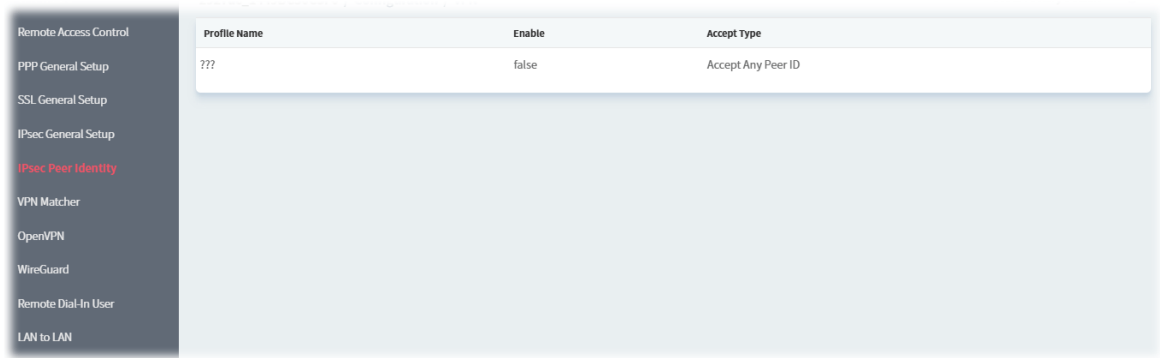 Remote Access Control
PPP General Setup
SSL General Setup
IPsec General Setup
IPsec Peer Identity
VPN Matcher
OpenVPN
WireGuard
Remote Dial-In User
LAN to LAN
Profile Name Enable Accept Type
??? false Accept Any Peer ID